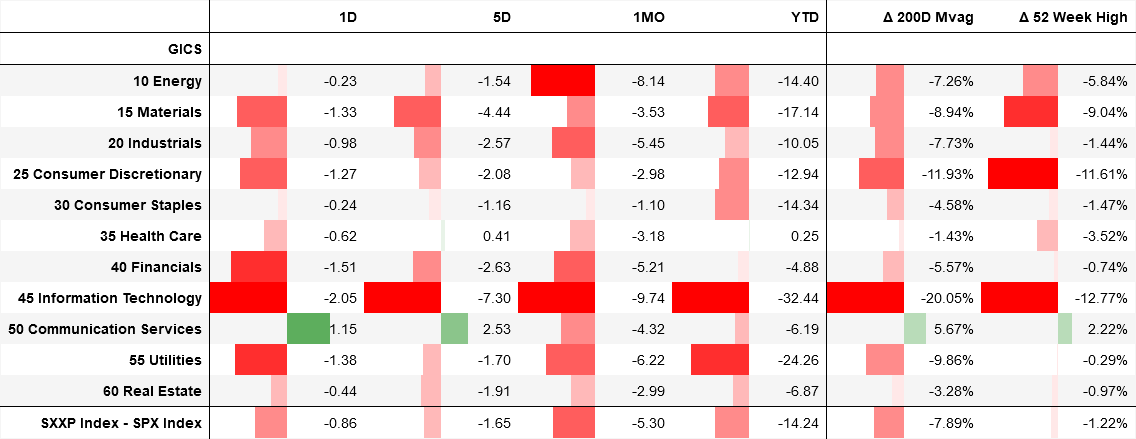 1D 5D 1MO YTD Δ 200D Mvag Δ 52 Week High
GICS
10 Energy -0.23 -1.54 -8.14 -14.40 -7.26% -5.84%
15 Materials -1.33 -4.44 -3.53 -17.14 -8.94% -9.04%
20 Industrials -0.98 -2.57 -5.45 -10.05 -7.73% -1.44%
25 Consumer Discretionary -1.27 -2.08 -2.98 -12.94 -11.93% -11.61%
30 Consumer Staples -0.24 -1.16 -1.10 -14.34 -4.58% -1.47%
35 Health Care -0.62 0.41 -3.18 0.25 -1.43% -3.52%
40 Financials -1.51 -2.63 -5.21 -4.88 -5.57% -0.74%
45 Information Technology -2.05 -7.30 -9.74 -32.44 -20.05% -12.77%
50 Communication Services 1.15 2.53 -4.32 -6.19 5.67% 2.22%
55 Utilities -1.38 -1.70 -6.22 -24.26 -9.86% -0.29%
60 Real Estate -0.44 -1.91 -2.99 -6.87 -3.28% -0.97%
SXXP Index - SPX Index -0.86 -1.65 -5.30 -14.24 -7.89% -1.22%